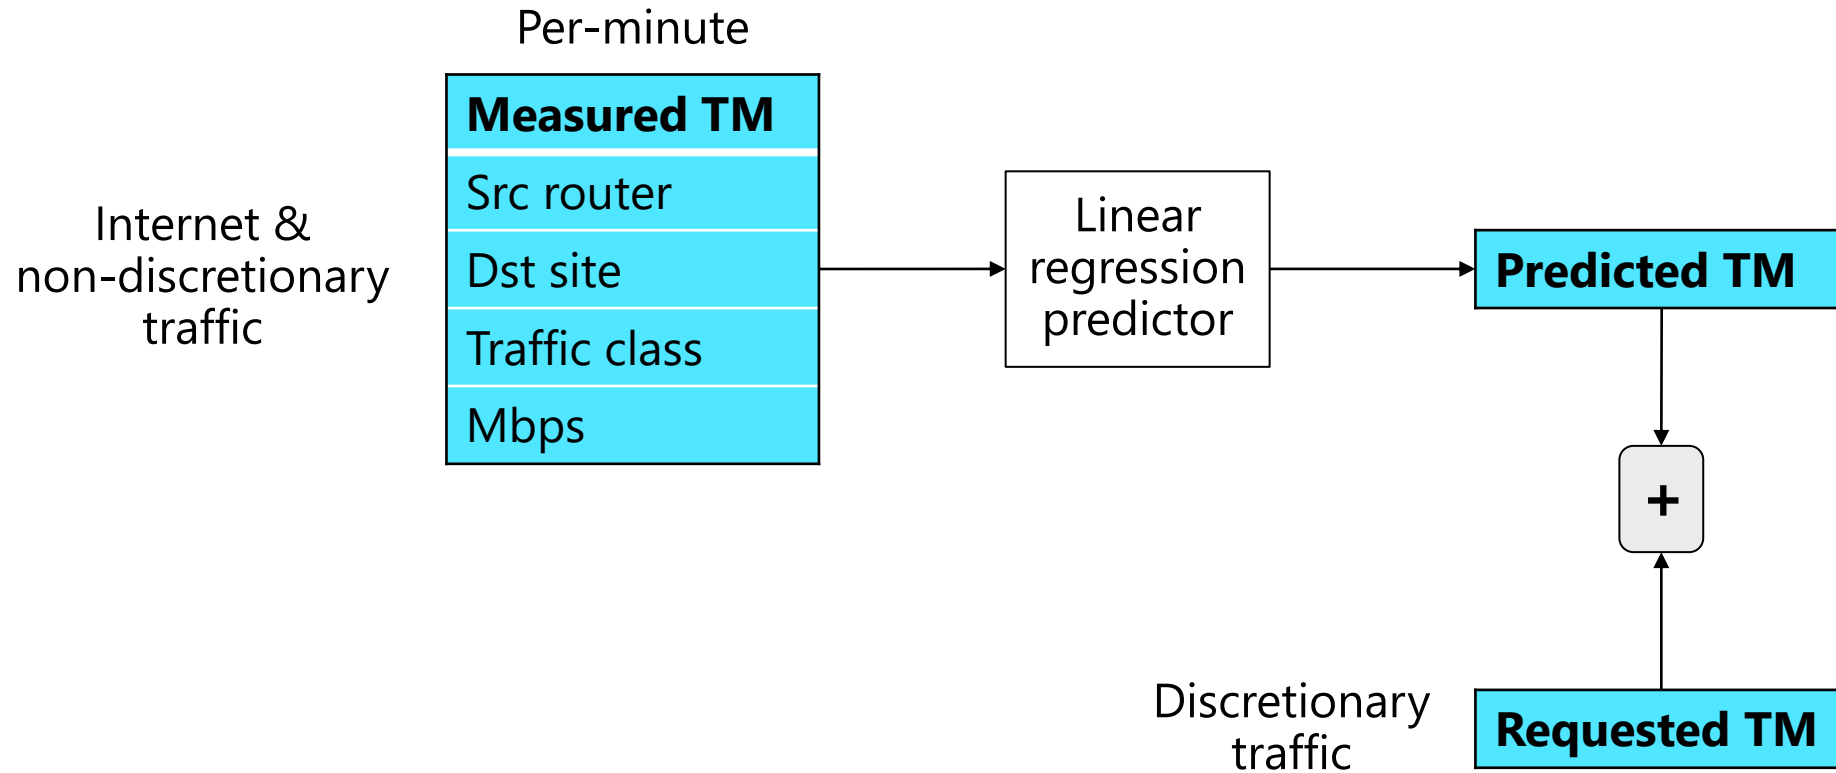 Per-minute
Measured TM
Src router
Dst site
Traffic class
Mbps
Internet &
non-discretionary
traffic
Linear
regression
predictor
Predicted TM
+
Discretionary
traffic
Requested TM